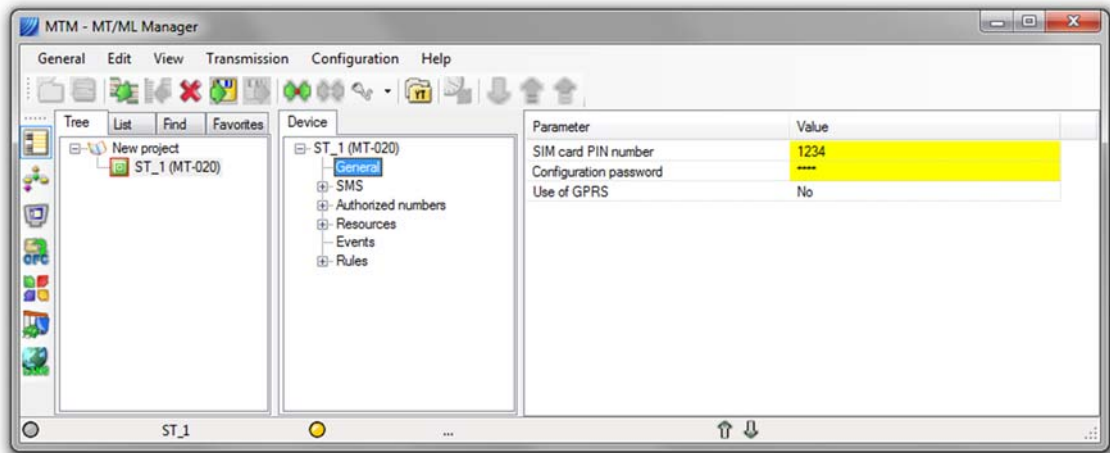 MTM - MT/ML Manager
General Edit View Transmission Configuration Help
Tree List Find Favorites
New project
ST_1 (MT-020)
Device
ST_1 (MT-020)
General
SMS
Authorized numbers
Resources
Events
Rules
Parameter Value
SIM card PIN number 1234
Configuration password ****
Use of GPRS No
ST_1 ...